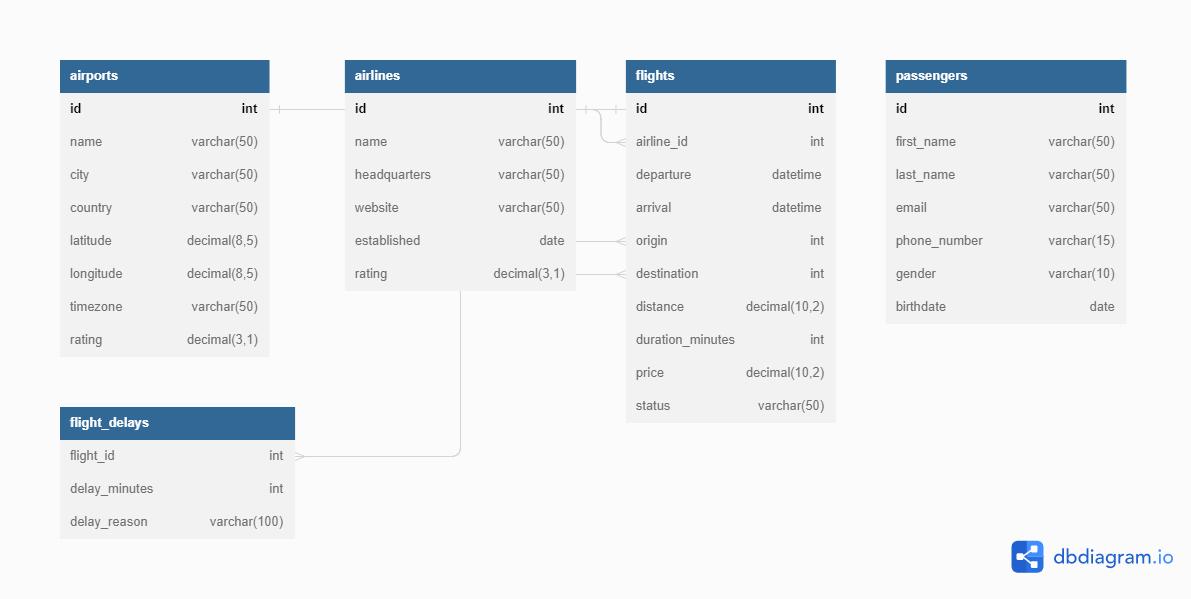 airports
id int
name varchar(50)
city varchar(50)
country varchar(50)
latitude decimal(8,5)
longitude decimal(8,5)
timezone varchar(50)
rating decimal(3,1)
airlines
id int
name varchar(50)
headquarters varchar(50)
website varchar(50)
established date
rating decimal(3,1)
flights
id int
airline_id int
departure datetime
arrival datetime
origin int
destination int
distance decimal(10,2)
duration_minutes int
price decimal(10,2)
status varchar(50)
passengers
id int
first_name varchar(50)
last_name varchar(50)
email varchar(50)
phone_number varchar(15)
gender varchar(10)
birthdate date
flight_delays
flight_id int
delay_minutes int
delay_reason varchar(100)
dbdiagram.io